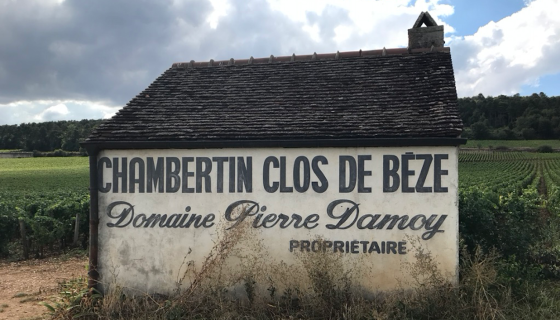 CHAMBERTIN CLOS DE BÈZE
Domaine Pierre Damoy
PROPRIÉTAIRE